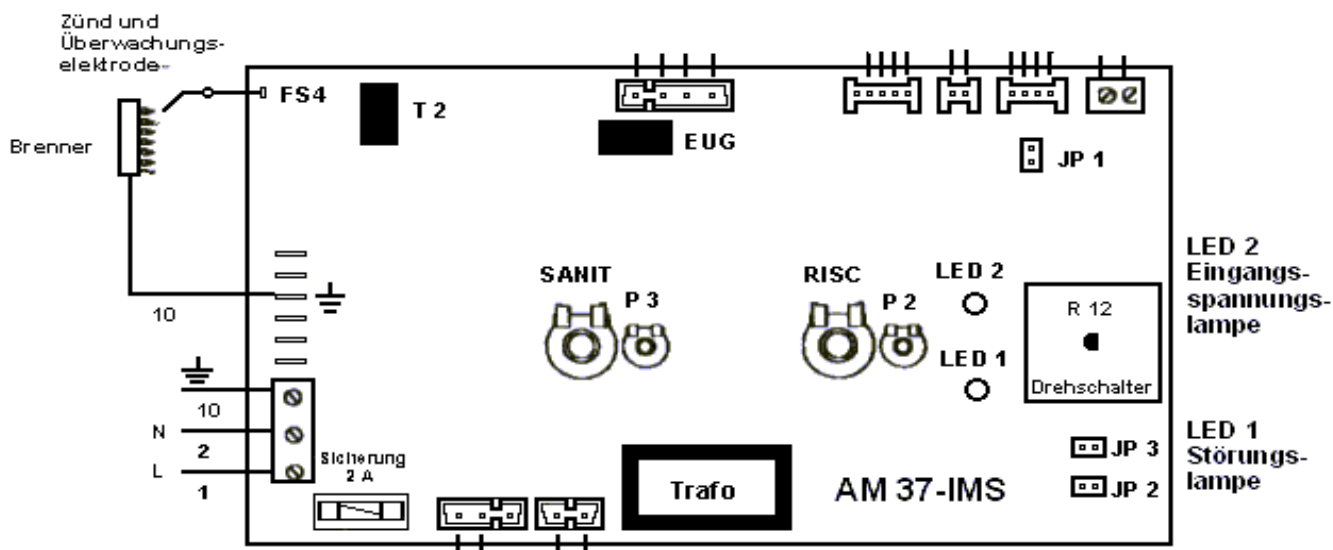 Zünd und
Überwachungs-
elektrode-
FS4
T 2
EUG
Brenner
JP 1
LED 2
Eingangs-
spannungs-
lampe
SANIT
P 3
RISC
P 2
LED 2
R 12
10
LED 1
Drehschalter
10
N
2
L
1
Sicherung
2 A
Trafo
AM 37-IMS
JP 3
JP 2
LED 1
Störungs-
lampe